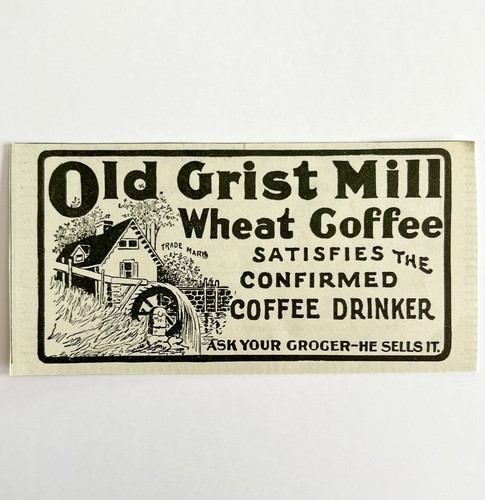 Old Grist Mill
Wheat Coffee
TRADE MARK
SATISFIES THE
CONFIRMED
COFFEE DRINKER
ASK YOUR GROCER-HE SELLS IT.